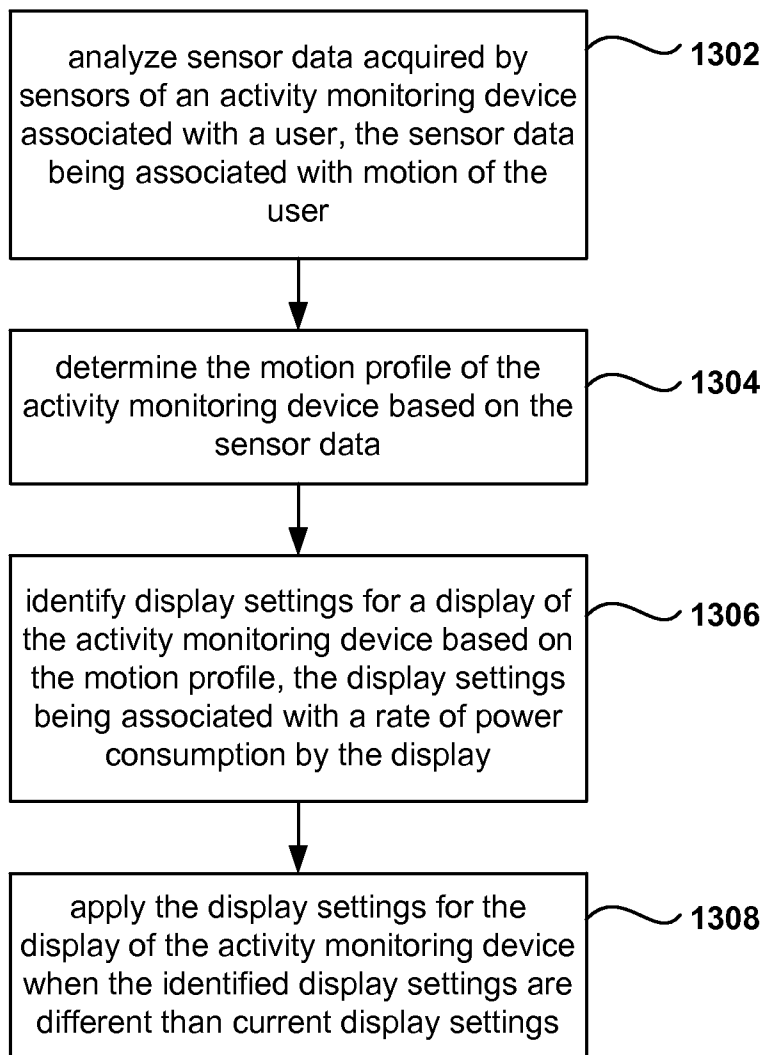 analyze sensor data acquired by
sensors of an activity monitoring device
associated with a user, the sensor data
being associated with motion of the
user
1302
determine the motion profile of the
activity monitoring device based on the
sensor data
1304
identify display settings for a display of
the activity monitoring device based on
the motion profile, the display settings
being associated with a rate of power
consumption by the display
1306
apply the display settings for the
display of the activity monitoring device
when the identified display settings are
different than current display settings
1308